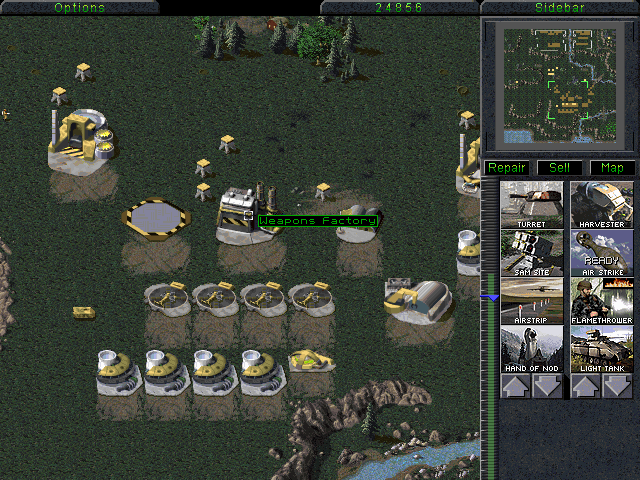 Options
24856
Sidebar
Repair
Sell
Map
TURRET
HARVESTER
SAM SITE
READY
AIR STRIKE
Weapons Factory
AIRSTRIP
FLAMETHROWER
HAND OF NOD
LIGHT TANK